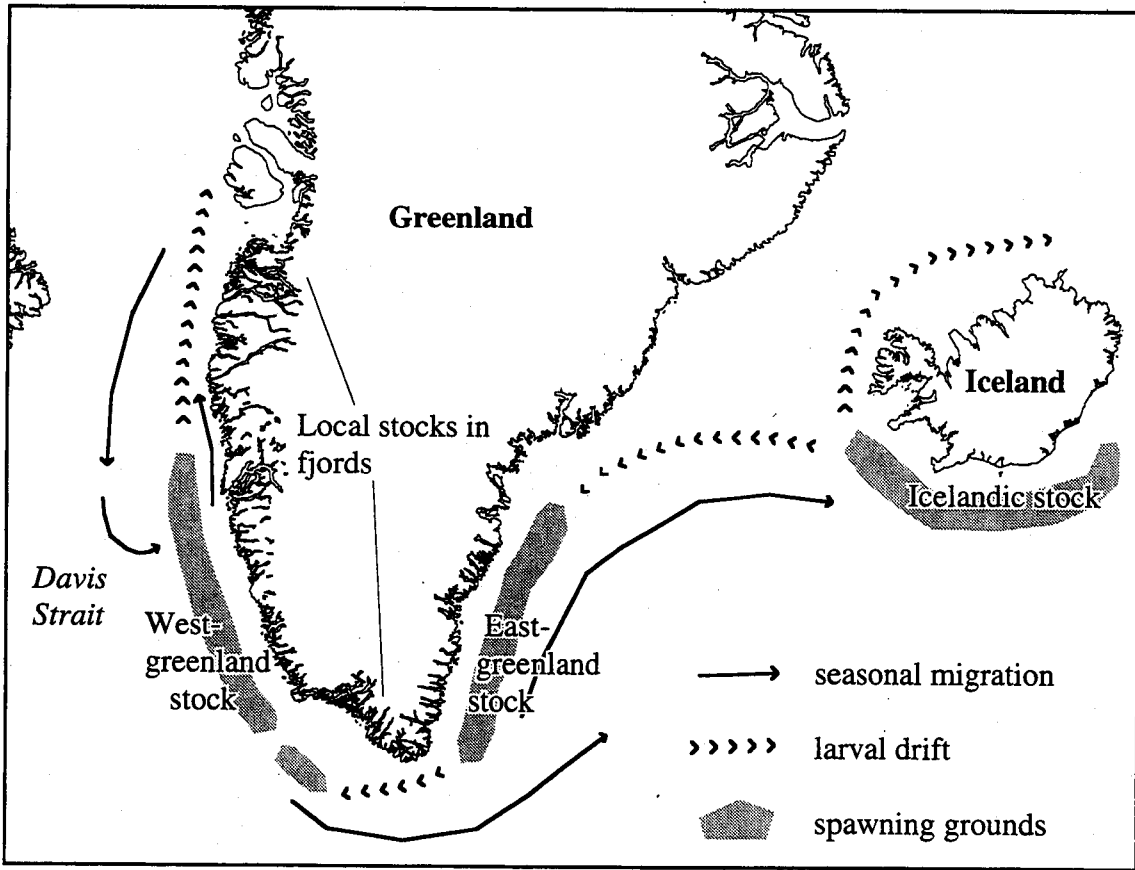 Greenland
Iceland
Local stocks in
fjords
Icelandic stock
Davis
Strait
West-
greenland
stock
East-
greenland
stock
seasonal migration
larval drift
spawning grounds